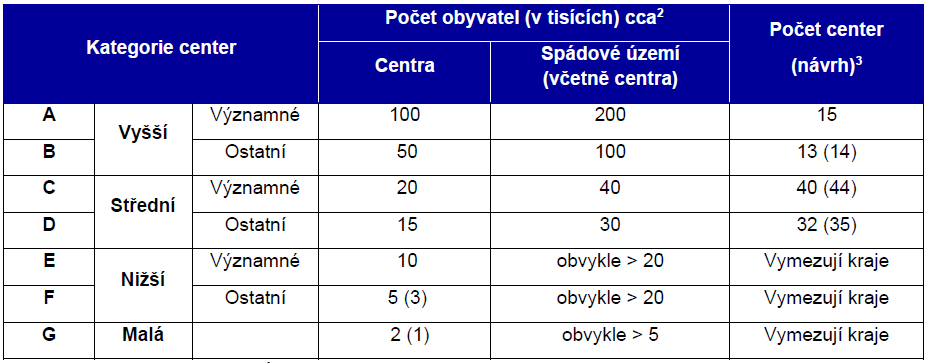 Kategorie center
Počet obyvatel (v tisících) cca²
Počet center
(návrh)³
Centra
Spádové území
(včetně centra)
A Vyšší Významné 100 200 15
B Ostatní 50 100 13 (14)
C Střední Významné 20 40 40 (44)
D Ostatní 15 30 32 (35)
E Nižší Významné 10 obvykle > 20 Vymezují kraje
F Ostatní 5 (3) obvykle > 20 Vymezují kraje
G Malá 2 (1) obvykle > 5 Vymezují kraje